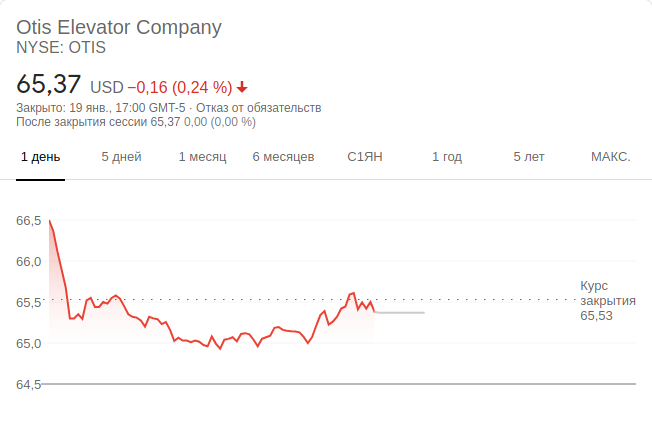 Otis Elevator Company
NYSE: OTIS
65,37 USD −0,16 (0,24 %)
Закрыто: 19 янв., 17:00 GMT-5 · Отказ от обязательств
После закрытия сессии 65,37 0,00 (0,00 %)
1 день 5 дней 1 месяц 6 месяцев С1ЯН 1 год 5 лет МАКС.
66,5
66,0
65,5
65,0
64,5
Курс
закрытия
65,53